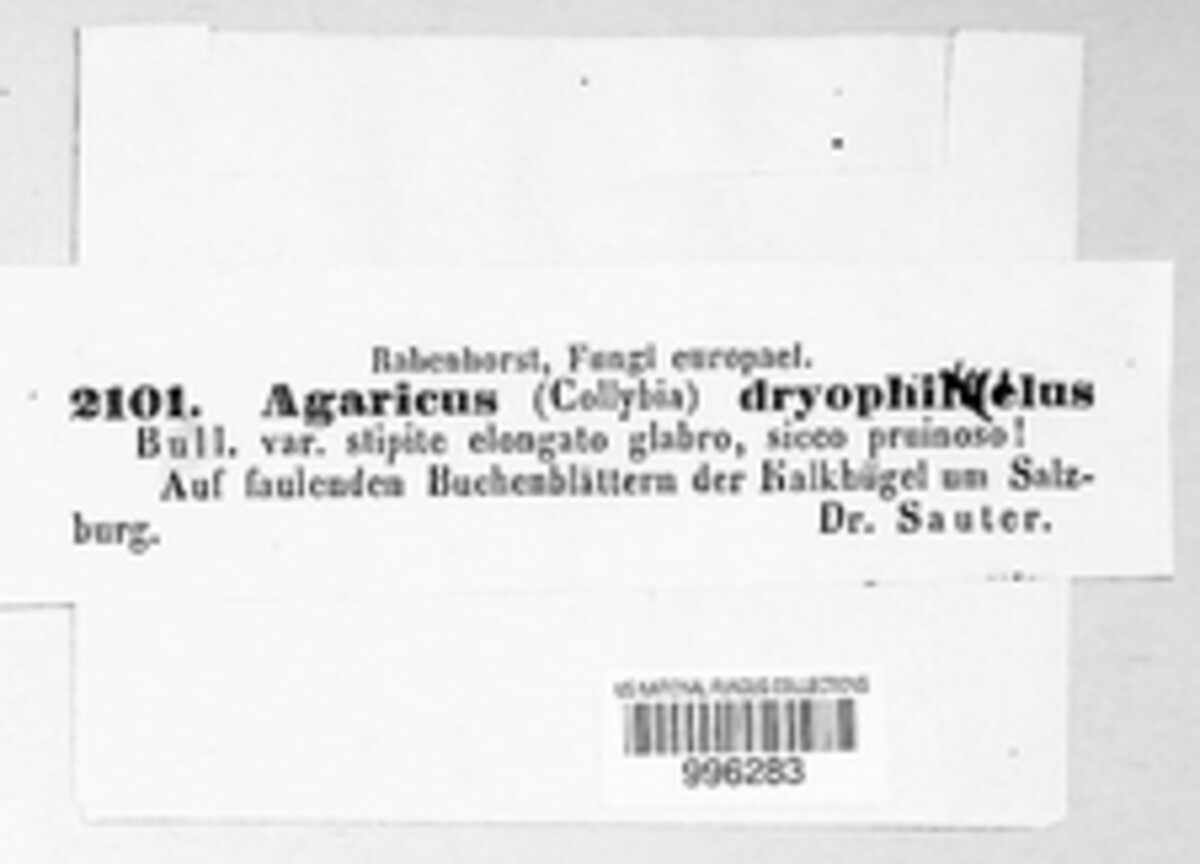 Rabenhorst, Fungi europaei.
2101. Agaricus (Collybia)
Bull. var. stipite elongato glabro, sicco pruinoso!
Auf faulenden Buchenblättern der Kalkhügel um Salz-
burg. Dr. Sauter.
US NATIONAL FUNGUS COLLECTIONS
996283